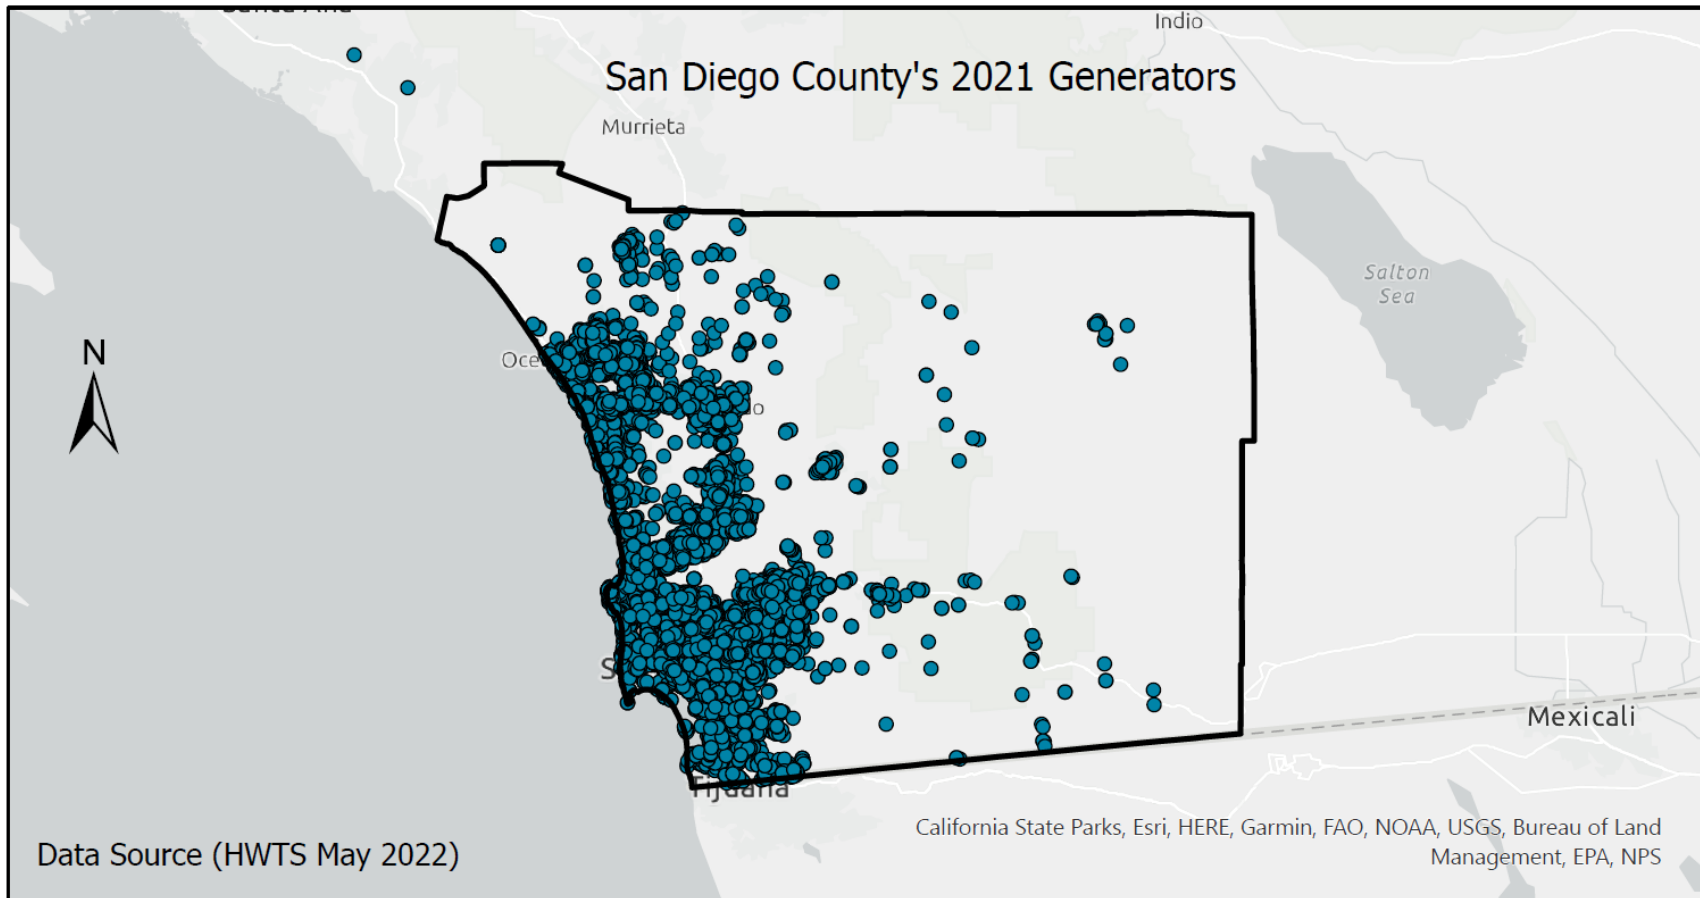 Indio
San Diego County's 2021 Generators
Murrieta
Salton
Sea
N
Mexicali
Tijuana
California State Parks, Esri, HERE, Garmin, FAO, NOAA, USGS, Bureau of Land
Management, EPA, NPS
Data Source (HWTS May 2022)